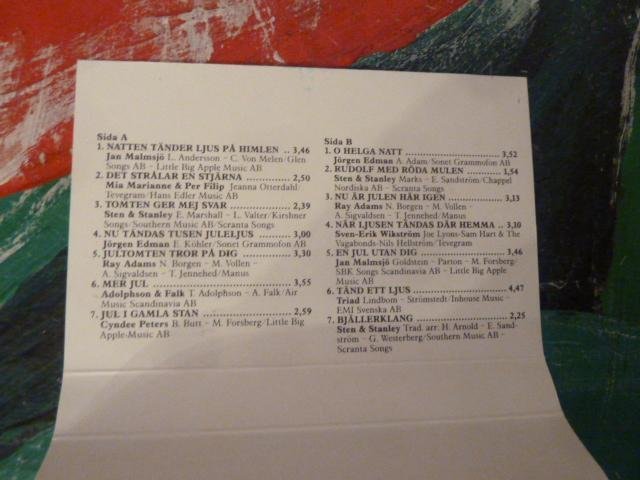 Sida A
1. NATTEN TÄNDER LJUS PÅ HIMLEN .. 3,46
Jan Malmsjö L. Andersson – C. Von Melen/Glen
Songs AB – Little Big Apple Music AB
2. DET STRÅLAR EN STJÄRNA ............ 2,50
Mia Marianne & Per Filip Jeanna Otterdahl/
Tevegram/Hans Edler Music AB
3. TOMTEN GER MEJ SVAR ................ 2,39
Sten & Stanley E. Marshall – L. Valter/Kirshner
Songs/Southern Music AB/Scranta Songs
4. NU TÄNDAS TUSEN JULELJUS ........ 3,00
Jörgen Edman E. Köhler/Sonet Grammofon AB
5. JULTOMTEN TROR PÅ DIG .............. 3,30
Ray Adams N. Borgen – M. Vollen –
A. Sigvaldsen – T. Jennehed/Manus
6. MER JUL ..................................... 3,55
Adolphson & Falk T. Adolphson – A. Falk/Air
Music Scandinavia AB
7. JUL I GAMLA STAN ....................... 2,59
Cyndee Peters B. Butt – M. Forsberg/Little Big
Apple Music AB
Sida B
1. O HELGA NATT ............................ 3,52
Jörgen Edman A. Adam/Sonet Grammofon AB
2. RUDOLF MED RÖDA MULEN .......... 1,54
Sten & Stanley Marks – E. Sandström/Chappel
Nordiska AB – Scranta Songs
3. NU ÄR JULEN HÄR IGEN ............... 3,13
Ray Adams N. Borgen – M. Vollen –
A. Sigvaldsen – T. Jennehed/Manus
4. NÄR LJUSEN TÄNDAS DÄR HEMMA .. 3,10
Sven-Erik Wikström Joe Lyons-Sam Hart & The
Vagabonds-Nils Hellström/Tevegram
5. EN JUL UTAN DIG ........................ 3,46
Jan Malmsjö Goldstein – Parton – M. Forsberg/
SBK Songs Scandinavia AB – Little Big Apple
Music AB
6. TÄND ETT LJUS ........................... 4,47
Triad Lindbom – Strömstedt/Inhouse Music –
EMI Svenska AB
7. BJÄLLERKLANG .......................... 2,25
Sten & Stanley Trad. arr: H. Arnold – E. Sand-
ström – G. Westerberg/Southern Music AB –
Scranta Songs